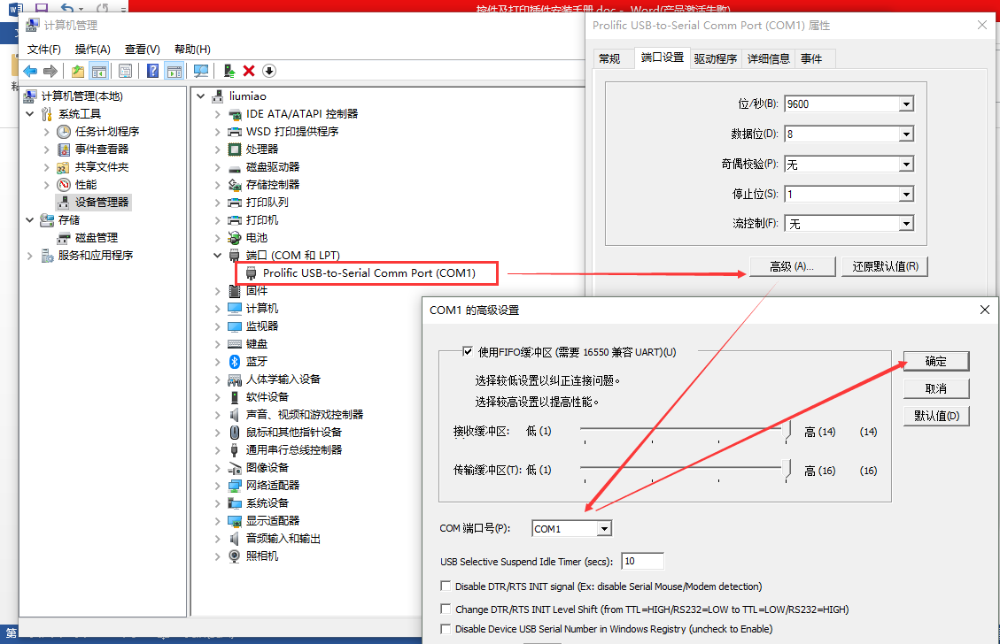 控件及打印插件安装手册.doc - Word(产品激活失败)
计算机管理
文件(F) 操作(A) 查看(V) 帮助(H)
计算机管理(本地)
系统工具
任务计划程序
事件查看器
共享文件夹
性能
设备管理器
存储
磁盘管理
服务和应用程序
liumiao
IDE ATA/ATAPI 控制器
WSD 打印提供程序
处理器
磁盘驱动器
存储控制器
打印队列
打印机
电池
端口 (COM 和 LPT)
Prolific USB-to-Serial Comm Port (COM1)
固件
计算机
监视器
键盘
蓝牙
人体学输入设备
软件设备
声音、视频和游戏控制器
鼠标和其他指针设备
通用串行总线控制器
图像设备
网络适配器
系统设备
显示适配器
音频输入和输出
照相机
Prolific USB-to-Serial Comm Port (COM1) 属性
常规 端口设置 驱动程序 详细信息 事件
位/秒(B): 9600
数据位(D): 8
奇偶校验(P): 无
停止位(S): 1
流控制(F): 无
高级 (A)... 还原默认值(R)
COM1 的高级设置
使用FIFO缓冲区 (需要 16550 兼容 UART)(U)
选择较低设置以纠正连接问题。
选择较高设置以提高性能。
接收缓冲区: 低 (1) 高 (14) (14)
传输缓冲区(T): 低 (1) 高 (16) (16)
确定
取消
默认值(D)
COM 端口号(P): COM1
USB Selective Suspend Idle Timer (secs): 10
Disable DTR/RTS INIT signal (Ex: disable Serial Mouse/Modem detection)
Change DTR/RTS INIT Level Shift (from TTL=HIGH/RS232=LOW to TTL=LOW/RS232=HIGH)
Disable Device USB Serial Number in Windows Registry (uncheck to Enable)